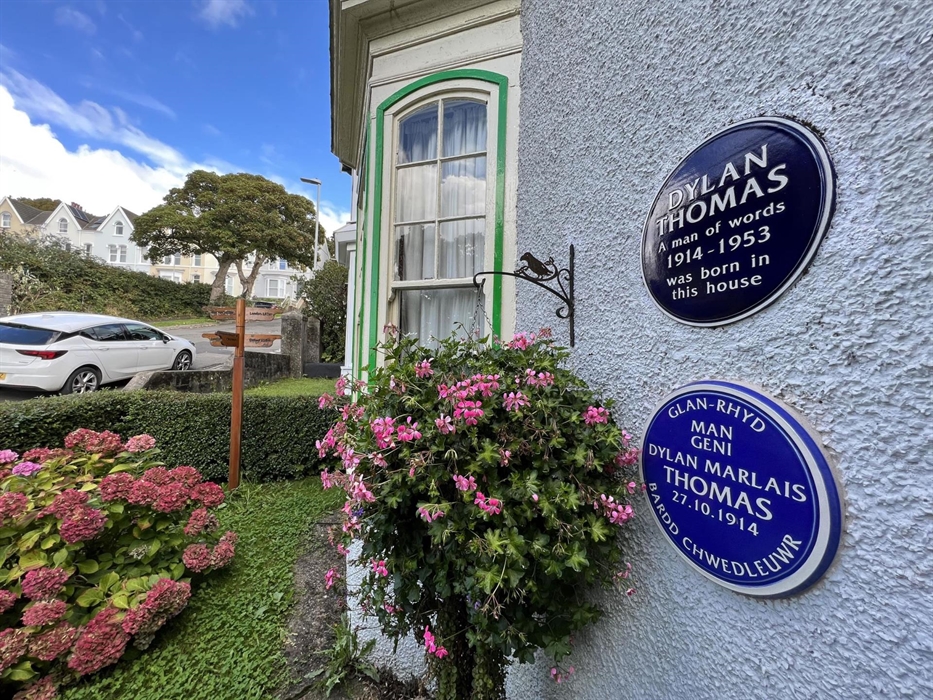 DYLAN
THOMAS
A man of words
1914 - 1953
was born in
this house
GLAN-RHYD
MAN
GENI
DYLAN MARLAIS
THOMAS
27.10.1914
BARDD CHWEDLEUWR